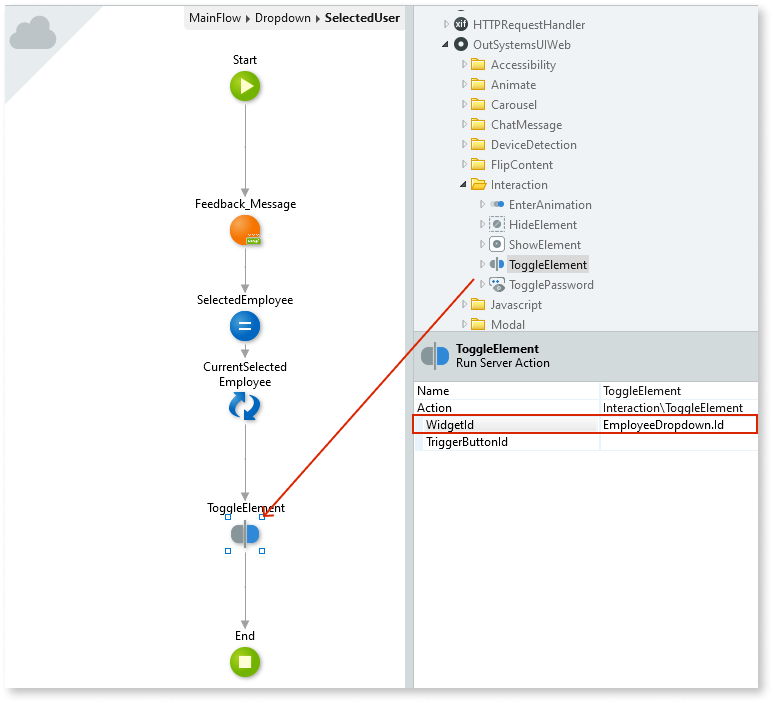 MainFlow ▸ Dropdown ▸ SelectedUser
Start
Feedback_Message
SelectedEmployee
CurrentSelected
Employee
ToggleElement
End
xif HTTPRequestHandler
OutSystemsUIWeb
Accessibility
Animate
Carousel
ChatMessage
DeviceDetection
FlipContent
Interaction
EnterAnimation
HideElement
ShowElement
ToggleElement
TogglePassword
Javascript
Modal
ToggleElement
Run Server Action
Name ToggleElement
Action Interaction\ToggleElement
WidgetId EmployeeDropdown.Id
TriggerButtonId